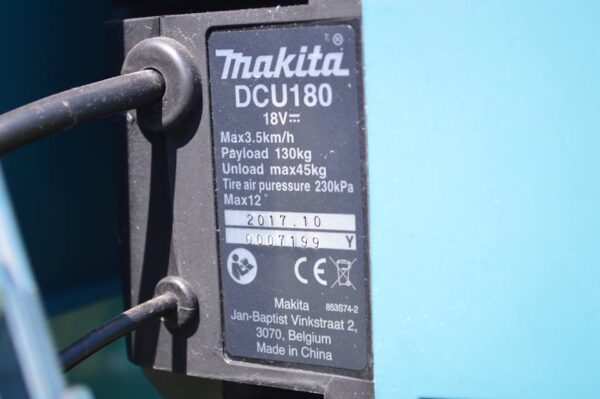 makita®
DCU180
18V⎓
Max3.5km/h
Payload 130kg
Unload max45kg
Tire air puressure 230kPa
Max12
2017.10
0007199 Y
CE
Makita 853S74-2
Jan-Baptist Vinkstraat 2,
3070, Belgium
Made in China